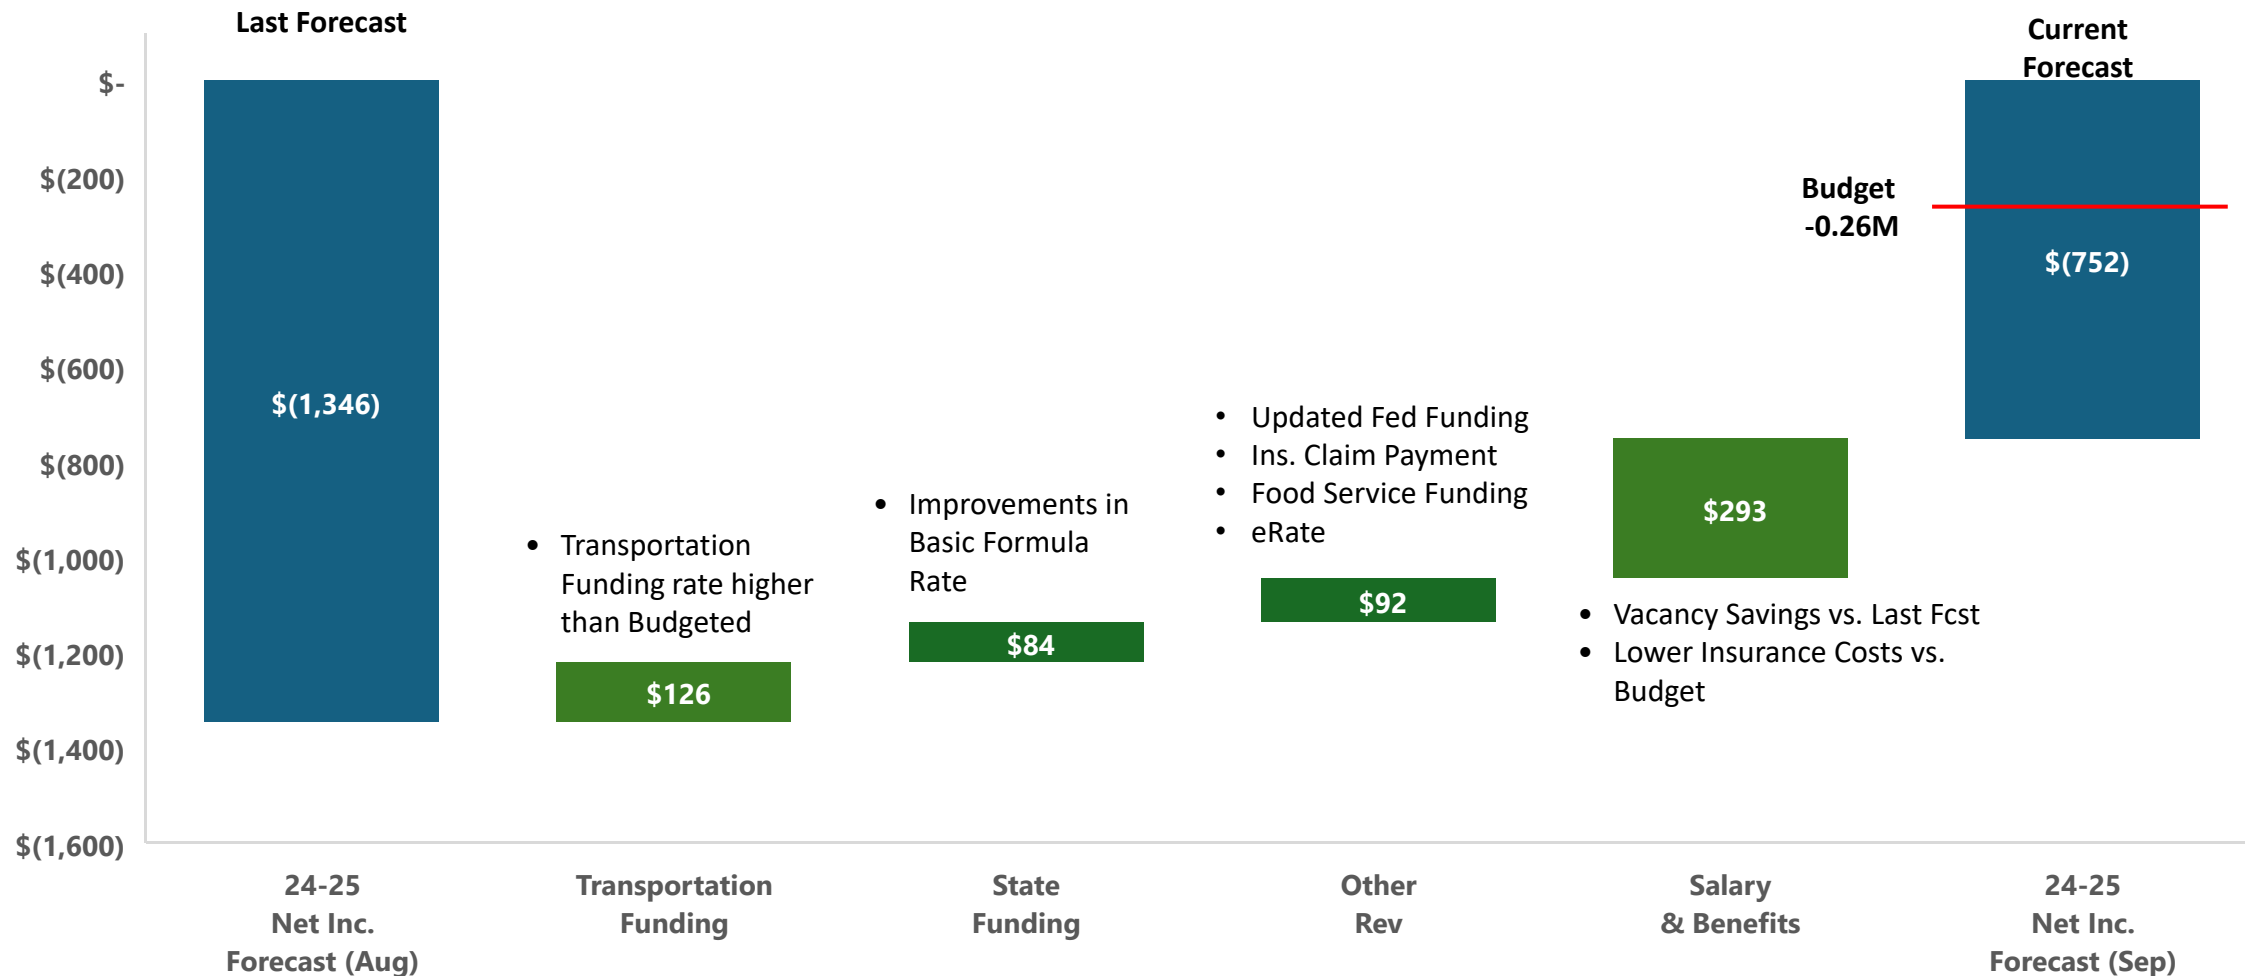 Last Forecast
Current
Forecast
$-
$(200)
$(400)
$(600)
$(800)
$(1,000)
$(1,200)
$(1,400)
$(1,600)
Budget
-0.26M
$(1,346)
• Transportation
Funding rate higher
than Budgeted
$126
• Improvements in
Basic Formula
Rate
$84
• Updated Fed Funding
• Ins. Claim Payment
• Food Service Funding
• eRate
$92
$293
• Vacancy Savings vs. Last Fcst
• Lower Insurance Costs vs.
Budget
$(752)
24-25
Net Inc.
Forecast (Aug)
Transportation
Funding
State
Funding
Other
Rev
Salary
& Benefits
24-25
Net Inc.
Forecast (Sep)